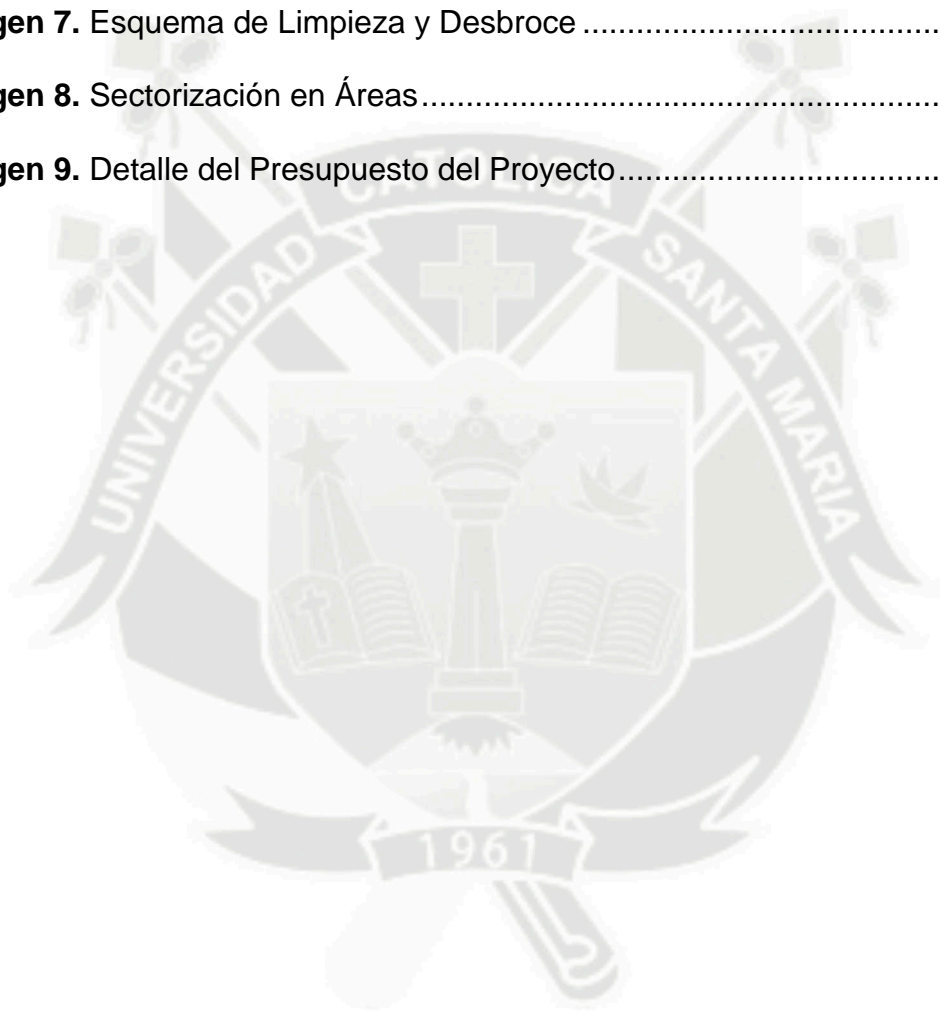 gen 7. Esquema de Limpieza y Desbroce ........................................
gen 8. Sectorización en Áreas..........................................................
gen 9. Detalle del Presupuesto del Proyecto....................................
UNIVERSIDAD CATOLICA SANTA MARIA
1961